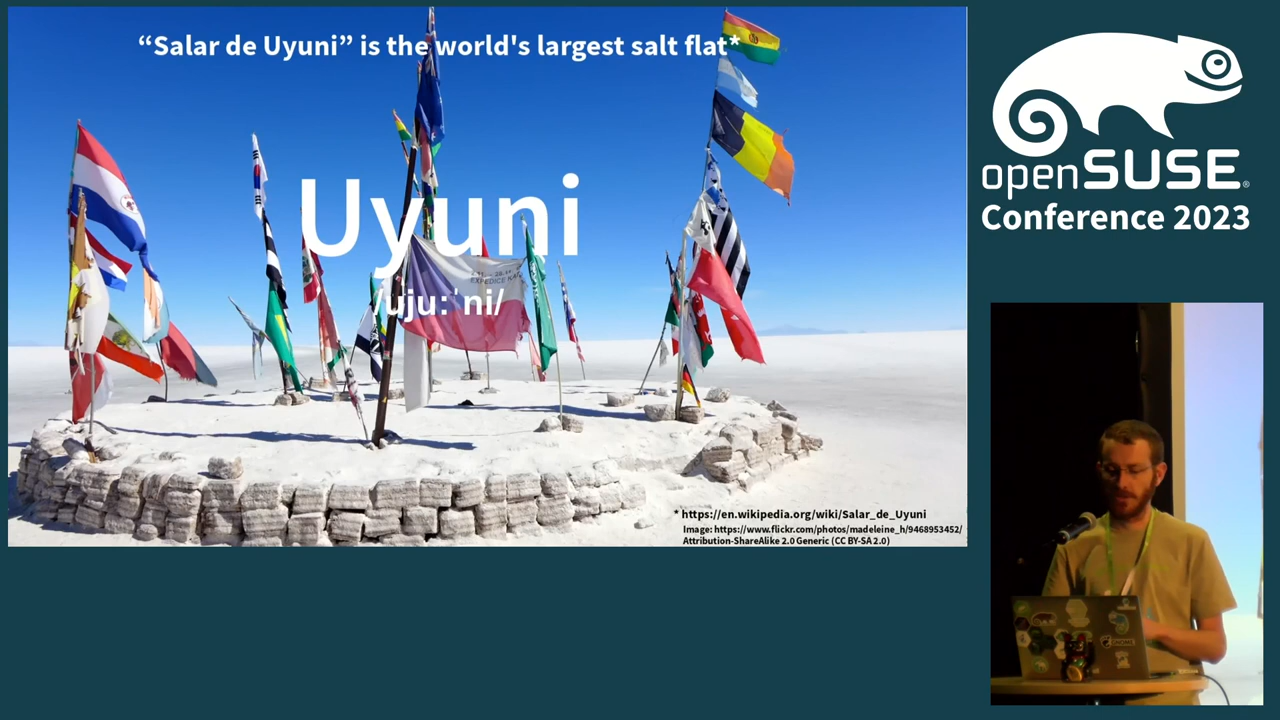 “Salar de Uyuni” is the world's largest salt flat*
Uyuni
/uju:ˈni/
* https://en.wikipedia.org/wiki/Salar_de_Uyuni
Image: https://www.flickr.com/photos/madeleine_h/9468953452/
Attribution-ShareAlike 2.0 Generic (CC BY-SA 2.0)
openSUSE®
Conference 2023
GNOME